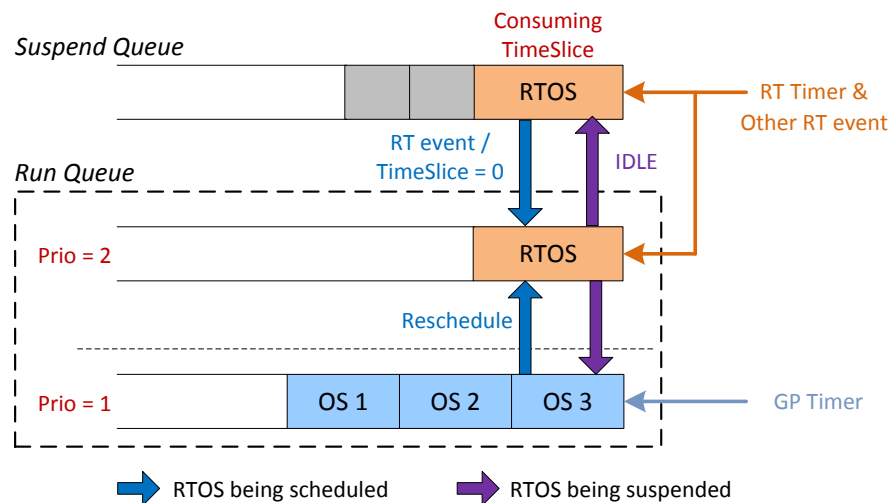 Consuming
TimeSlice
Suspend Queue
RTOS
RT Timer &
Other RT event
RT event /
TimeSlice = 0
IDLE
Run Queue
Prio = 2
RTOS
Reschedule
Prio = 1
OS 1
OS 2
OS 3
GP Timer
RTOS being scheduled
RTOS being suspended